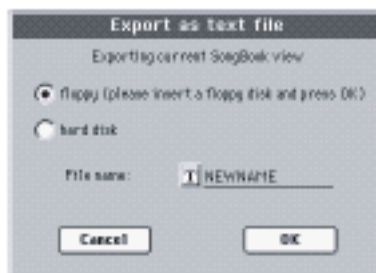 Export as text file
Exporting current SongBook view
floppy (please insert a floppy disk and press OK)
hard disk
File name: T NEWNAME
Cancel OK